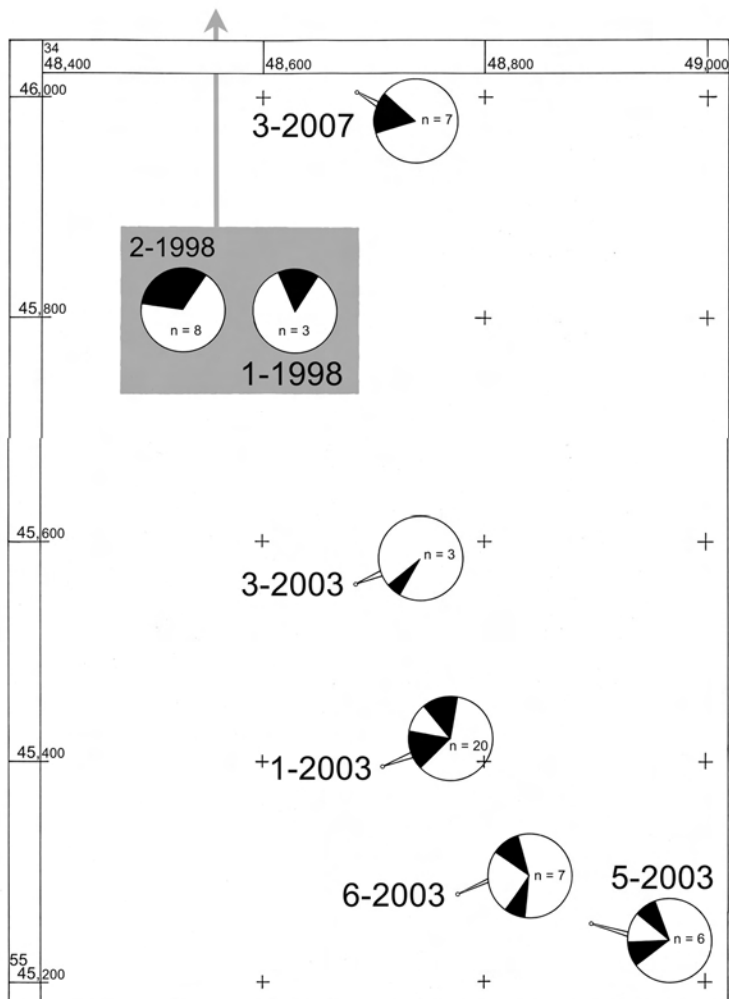 34
48,400 48,600 48,800 49,000
46,000
3-2007
n = 7
2-1998
n = 8
n = 3
1-1998
45,800
45,600
n = 3
3-2003
n = 20
1-2003
45,400
n = 7
6-2003
5-2003
n = 6
55
45,200